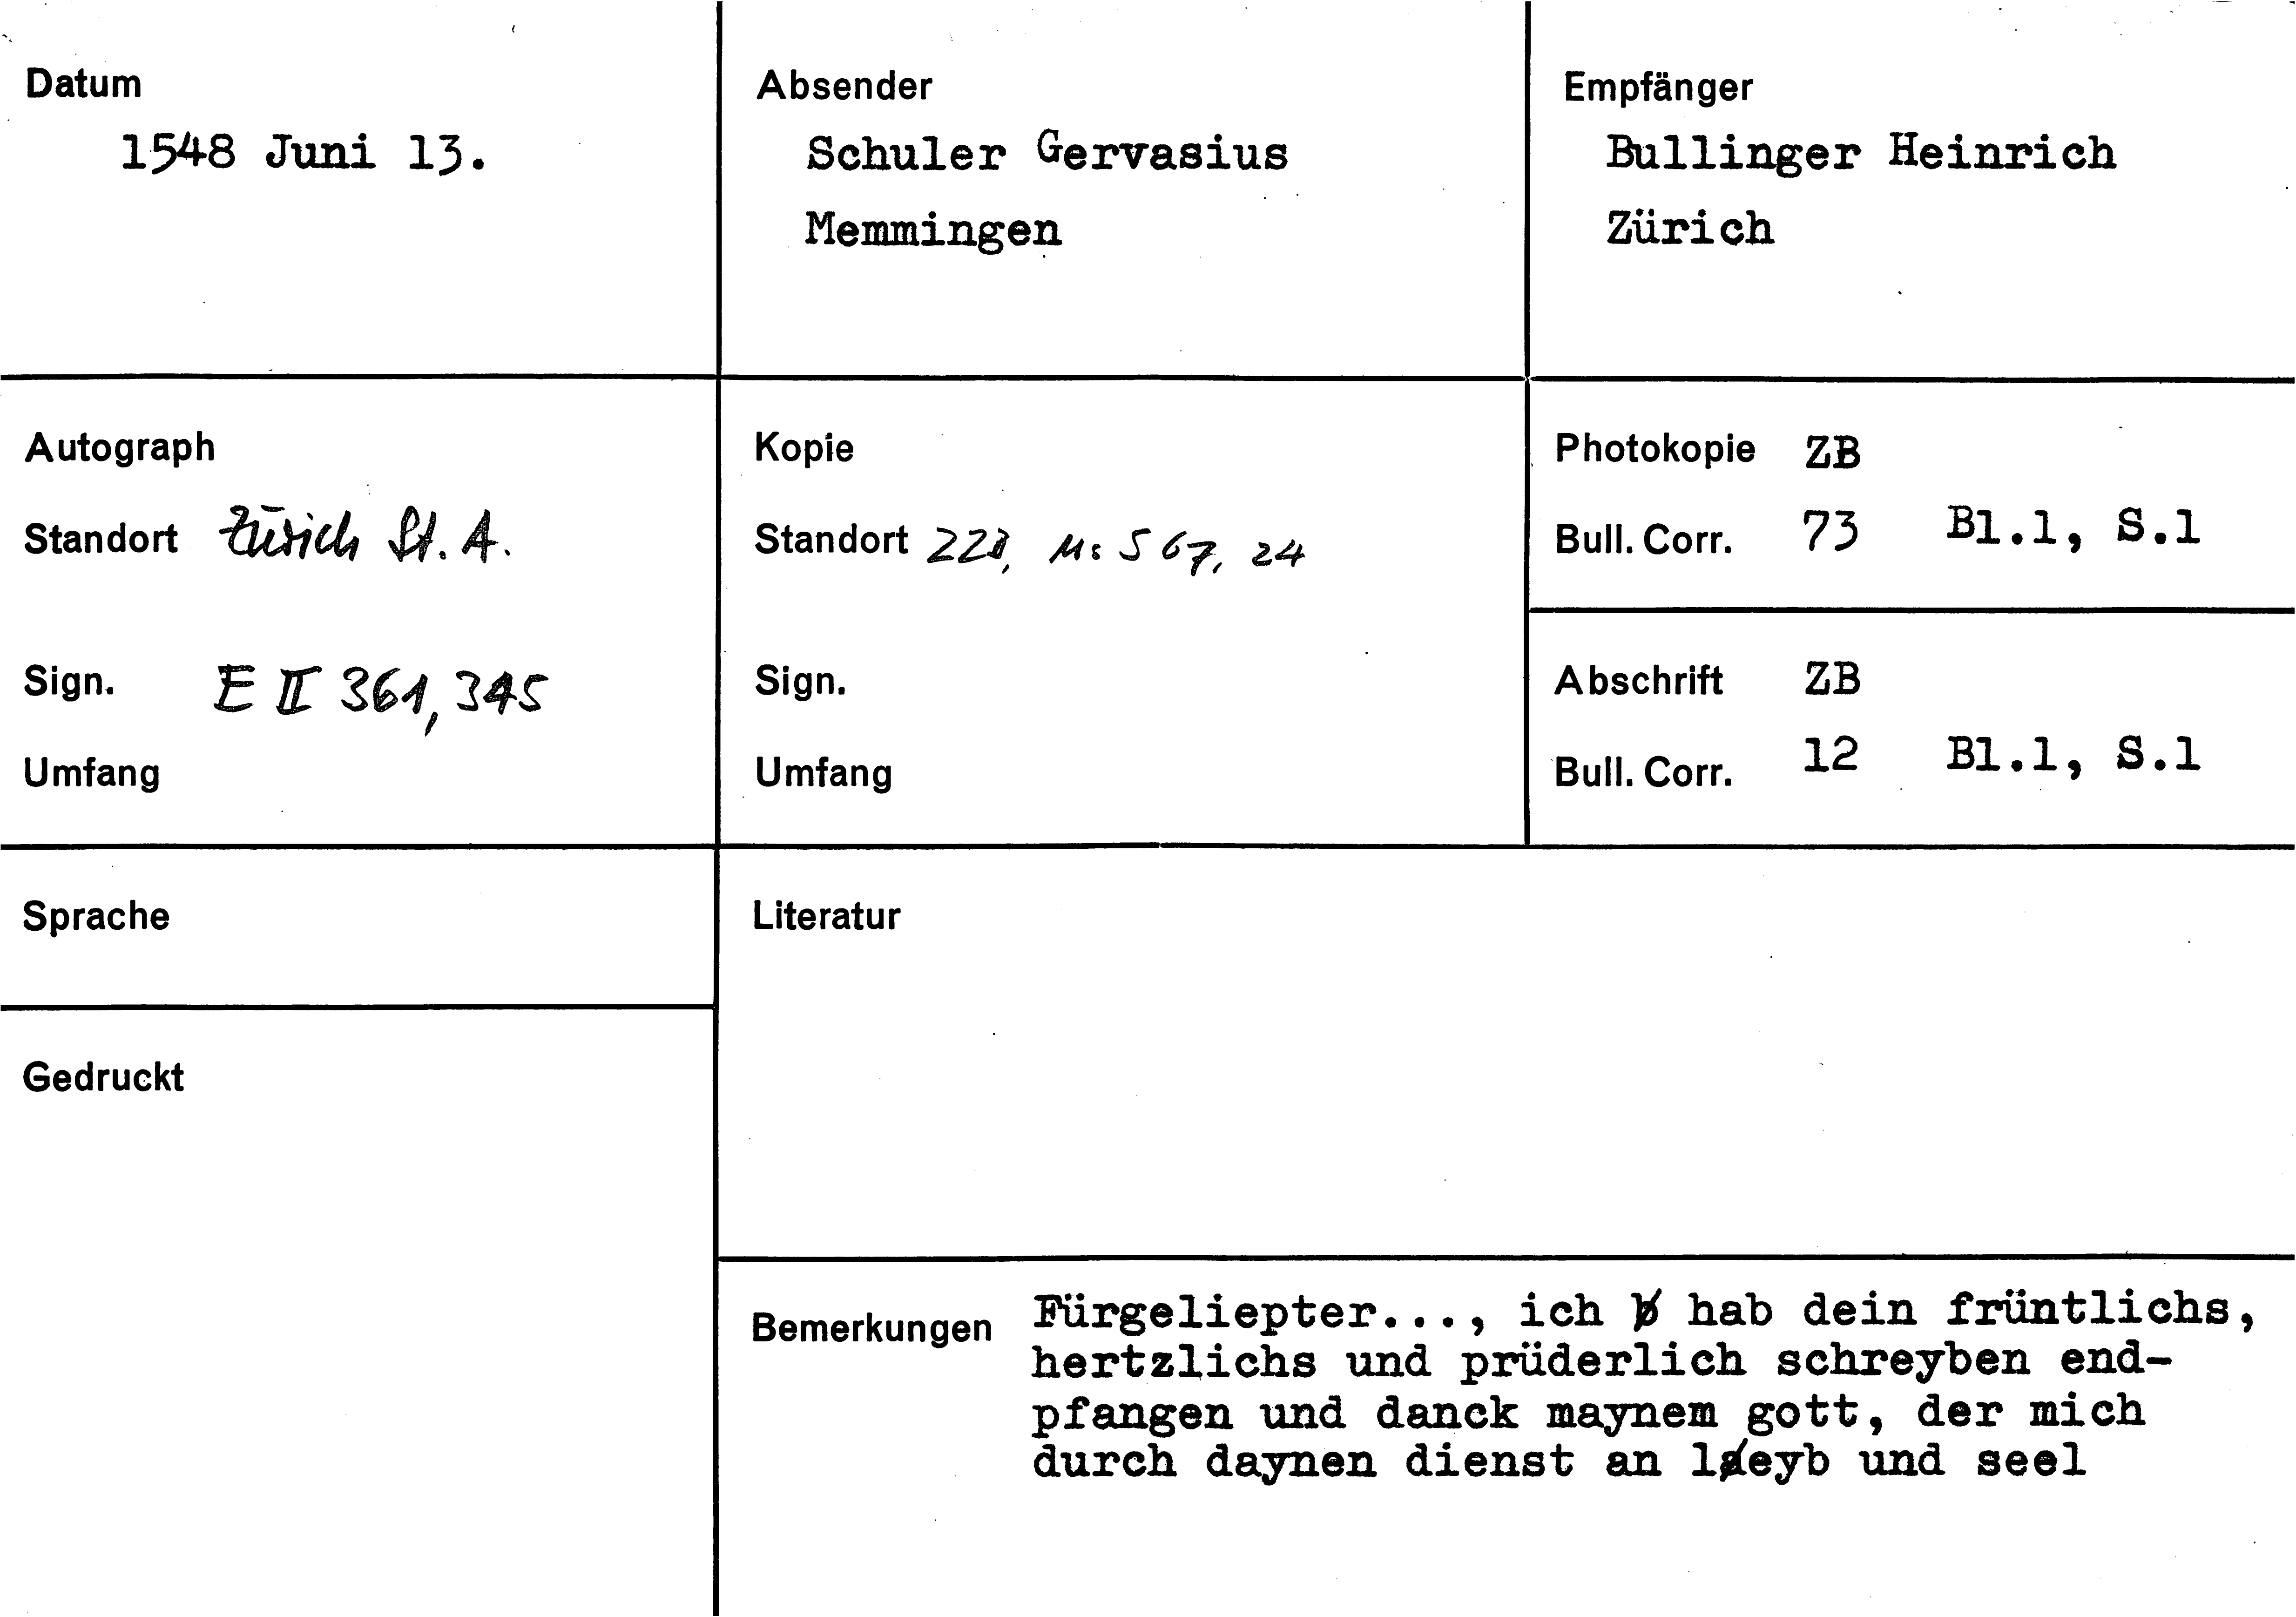 Datum
1548 Juni 13.
Absender
Schuler Gervasius
Memmingen
Empfänger
Bullinger Heinrich
Zürich
Autograph
Standort Zürich St. A.
Sign. E II 361, 345
Umfang
Kopie
Standort Ms S 67, 24
Sign.
Umfang
Photokopie ZB
Bull. Corr. 73 Bl.1, S.1
Abschrift ZB
Bull. Corr. 12 Bl.1, S.1
Sprache
Gedruckt
Literatur
Bemerkungen Fürgeliepter..., ich hab dein früntlichs,
hertzlichs und prüderlich schreyben end-
pfangen und danck maynem gott, der mich
durch daynen dienst an leyb und seel